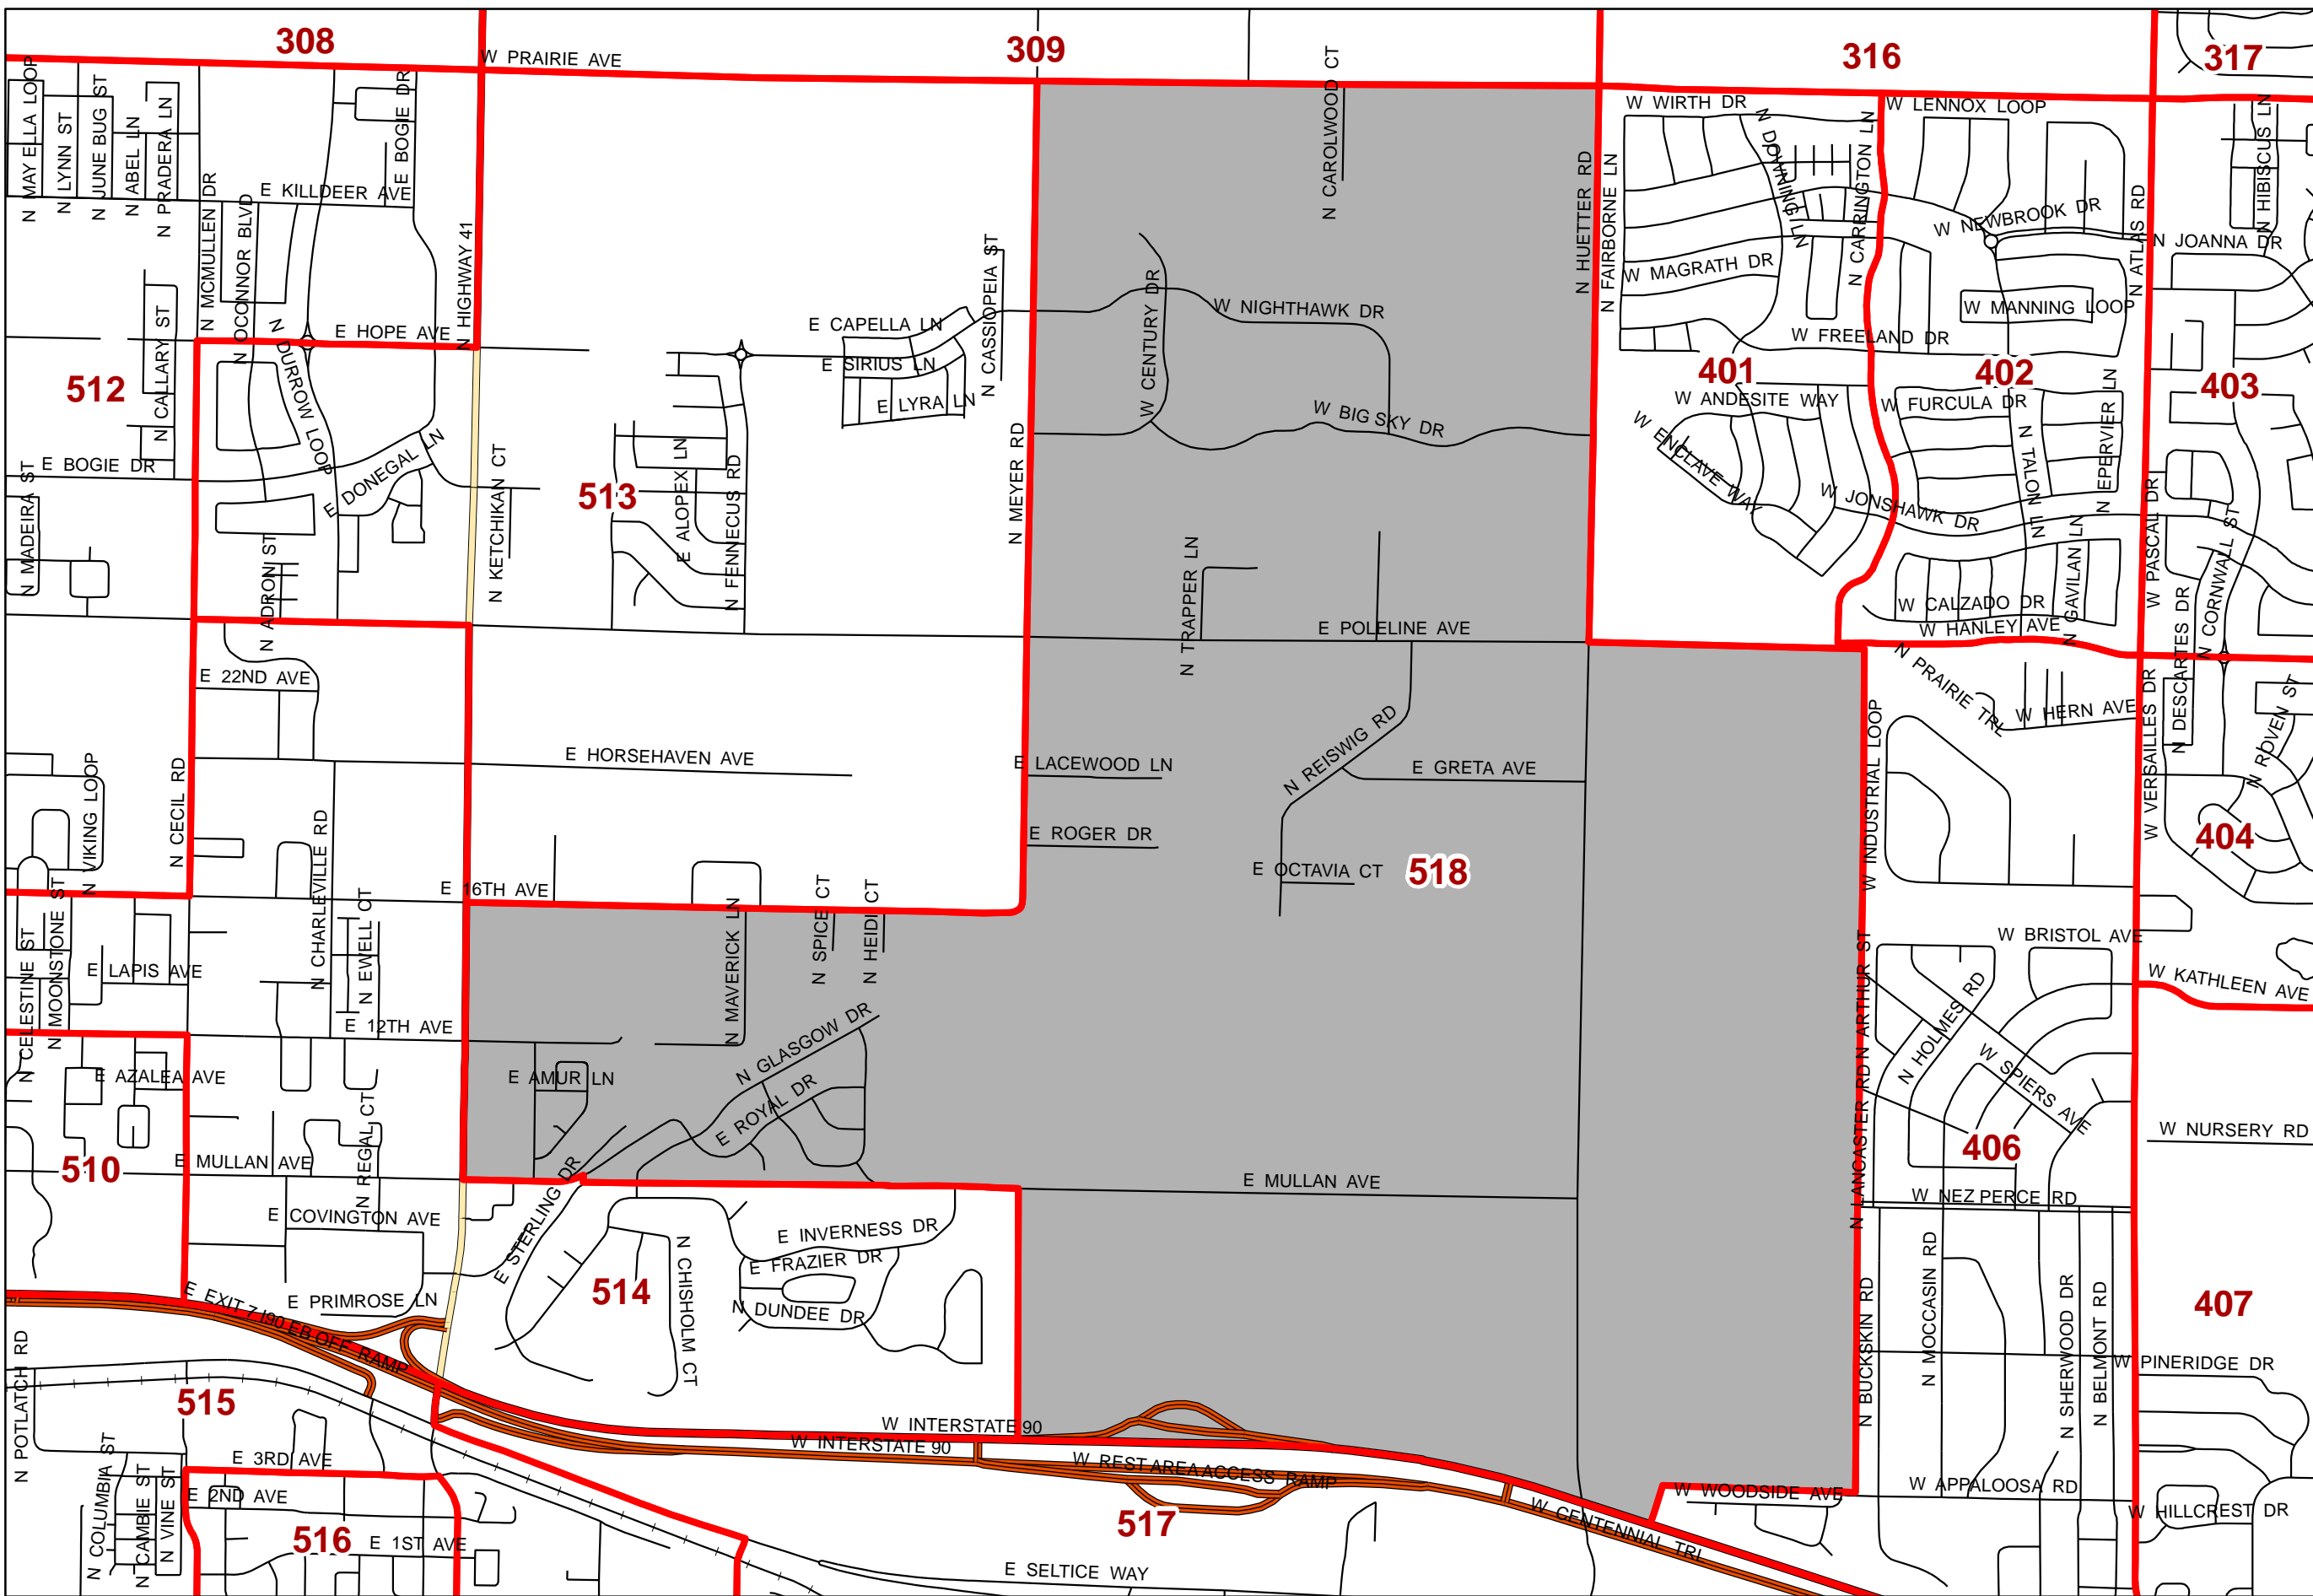 308
309
316
317
W PRAIRIE AVE
N MAY ELLA LOOP
N LYNN ST
N JUNE BUG ST
N ABEL LN
N PRADERA LN
N MCMULLEN DR
N OCONNOR BLVD
E BOGIE DR
E KILLDEER AVE
N HIGHWAY 41
N CAROLWOOD CT
N HUETTER RD
N FAIRBORNE LN
W WIRTH DR
N DOWNING LN
N CARRINGTON LN
W LENNOX LOOP
W NEWBROOK DR
N ATLAS RD
N HIBISCUS LN
N JOANNA DR
W MAGRATH DR
W MANNING LOOP
W FREELAND DR
E HOPE AVE
N DURROW LOOP
N CALLARY ST
512
E CAPELLA LN
E SIRIUS LN
E LYRA LN
N CASSIOPEIA ST
W CENTURY DR
W NIGHTHAWK DR
W BIG SKY DR
401
402
403
W ANDESITE WAY
W ENCLAVE WAY
W FURCULA DR
N EPERVIER LN
N TALON LN
W JONSHAWK DR
E BOGIE DR
E DONEGAL LN
N MADEIRA ST
N KETCHIKAN CT
513
E ALOPEX LN
N FENNECUS RD
N MEYER RD
N ADRON ST
N TRAPPER LN
E POLELINE AVE
W CALZADO DR
W HANLEY AVE
N GAVILAN LN
W PASCAL DR
N CORNWALL ST
N DESCARTES DR
E 22ND AVE
N PRAIRIE TRL
W HERN AVE
W VERSAILLES DR
N ROVEN ST
E HORSEHAVEN AVE
E LACEWOOD LN
N REISWIG RD
E GRETA AVE
W INDUSTRIAL LOOP
N VIKING LOOP
N CECIL RD
N CHARLEVILLE RD
E ROGER DR
E OCTAVIA CT
518
404
E 16TH AVE
N CELESTINE ST
N MOONSTONE ST
E LAPIS AVE
N EWELL CT
N MAVERICK LN
N SPICE CT
N HEIDI CT
W BRISTOL AVE
W KATHLEEN AVE
E 12TH AVE
N GLASGOW DR
E ROYAL DR
E AMUR LN
E AZALEA AVE
N ARTHUR ST
N LANCASTER RD
N HOLMES RD
W SPIERS AVE
406
W NURSERY RD
510
E MULLAN AVE
N REGAL CT
E COVINGTON AVE
E STERLING DR
E MULLAN AVE
W NEZ PERCE RD
E INVERNESS DR
E FRAZIER DR
N DUNDEE DR
N CHISHOLM CT
514
E PRIMROSE LN
E EXIT 7 I90 EB OFF RAMP
N BUCKSKIN RD
N MOCCASIN RD
N SHERWOOD DR
N BELMONT RD
407
W PINERIDGE DR
N POTLATCH RD
515
W INTERSTATE 90
W INTERSTATE 90
W REST AREA ACCESS RAMP
W CENTENNIAL TRL
W WOODSIDE AVE
W APPALOOSA RD
W HILLCREST DR
N COLUMBIA ST
N CAMBIE ST
N VINE ST
E 3RD AVE
E 2ND AVE
516
E 1ST AVE
517
E SELTICE WAY